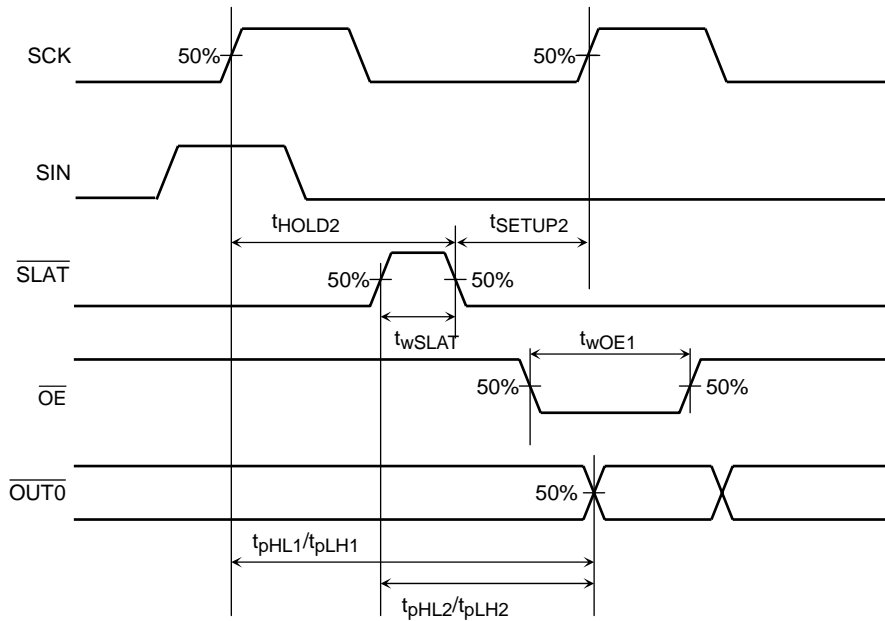 SCK
50%
50%
SIN
tHOLD2
tSETUP2
SLAT
50%
50%
twSLAT
twOE1
OE
50%
50%
OUT0
50%
tpHL1/tpLH1
tpHL2/tpLH2